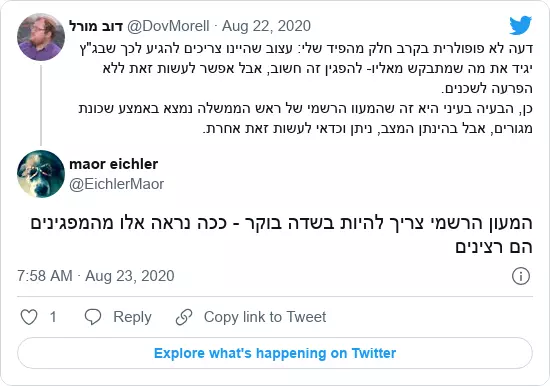 דוב מורל @DovMorell · Aug 22, 2020
דעה לא פופולרית בקרב חלק מהפיד שלי: עצוב שהיינו צריכים להגיע לכך שבג"ץ
יגיד את מה שמתבקש מאליו- להפגין זה חשוב, אבל אפשר לעשות זאת ללא
הפרעה לשכנים.
כן, הבעיה בעיני היא זה שהמעוו הרשמי של ראש הממשלה נמצא באמצע שכונת
מגורים, אבל בהינתן המצב, ניתן וכדאי לעשות זאת אחרת.
maor eichler
@EichlerMaor
המעון הרשמי צריך להיות בשדה בוקר - ככה נראה אלו מהמפגינים
הם רצינים
7:58 AM · Aug 23, 2020
1 Reply Copy link to Tweet
Explore what's happening on Twitter